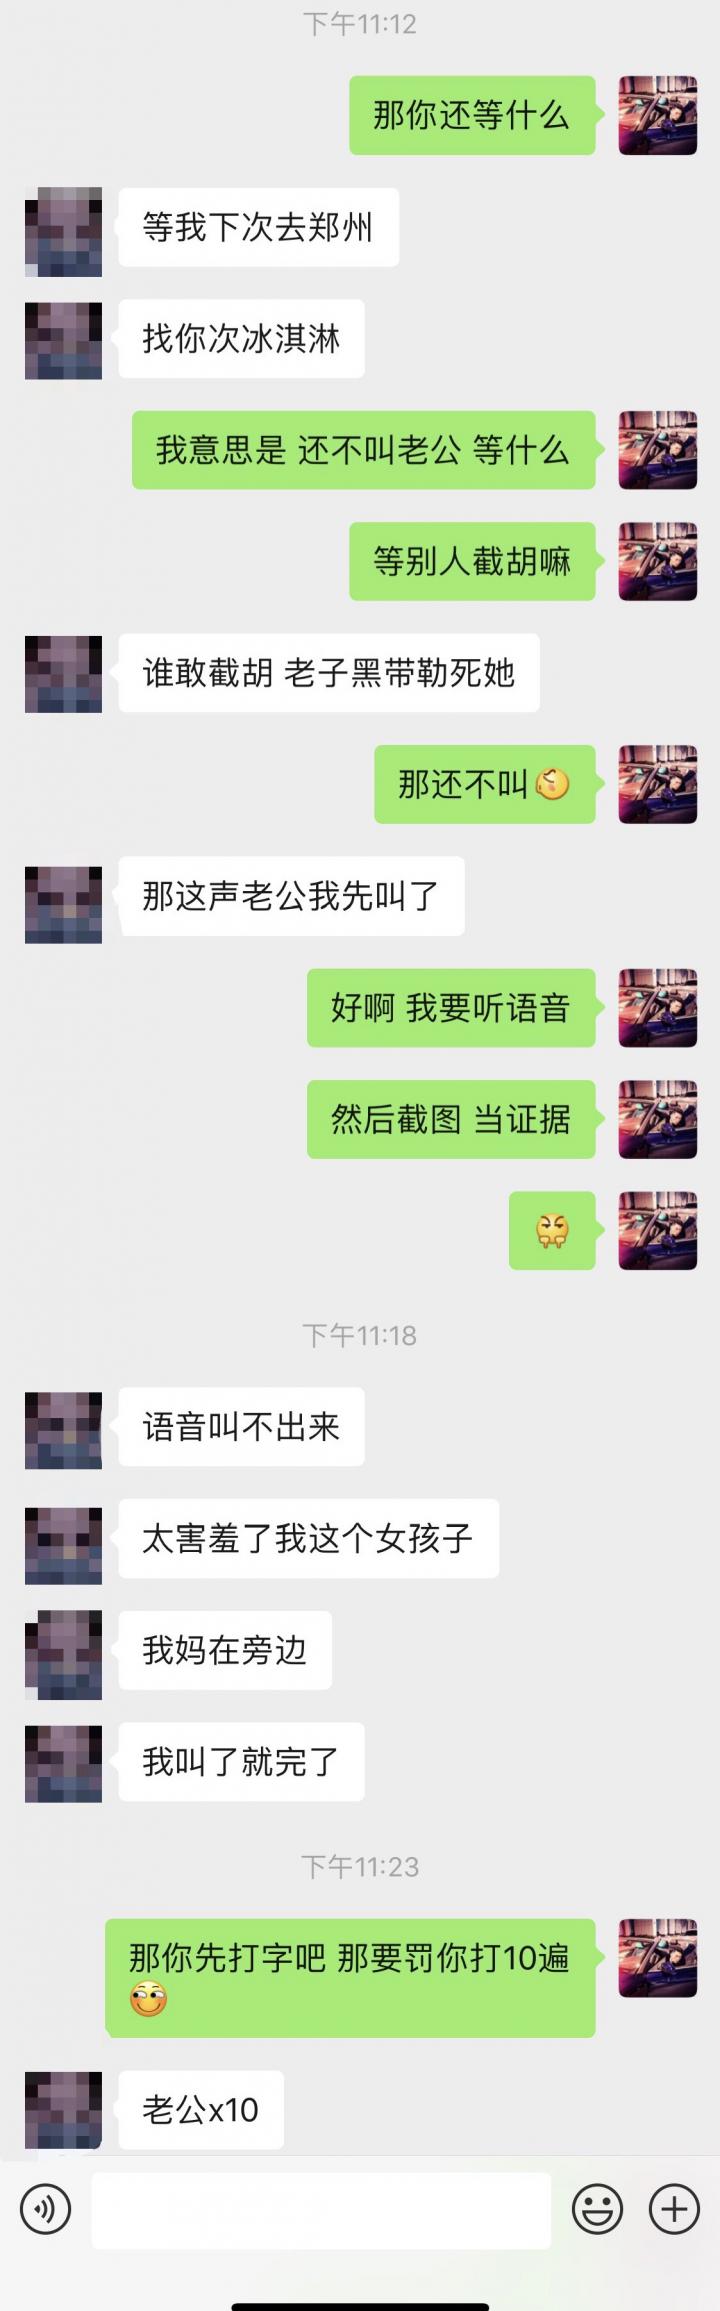 下午11:12
那你还等什么
等我下次去郑州
找你次冰淇淋
我意思是 还不叫老公 等什么
等别人截胡嘛
谁敢截胡 老子黑带勒死她
那还不叫
那这声老公我先叫了
好啊 我要听语音
然后截图 当证据
下午11:18
语音叫不出来
太害羞了我这个女孩子
我妈在旁边
我叫了就完了
下午11:23
那你先打字吧 那要罚你打10遍
老公x10